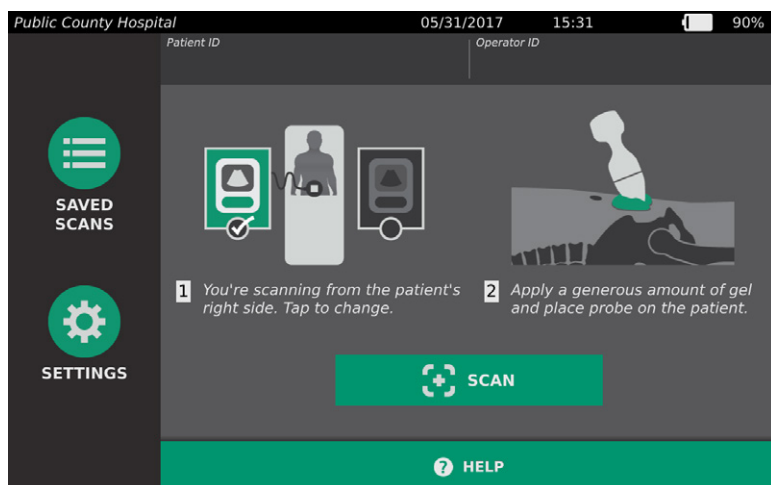 Public County Hospital 05/31/2017 15:31 90%
Patient ID Operator ID
SAVED
SCANS
SETTINGS
1 You're scanning from the patient's
right side. Tap to change.
2 Apply a generous amount of gel
and place probe on the patient.
SCAN
? HELP